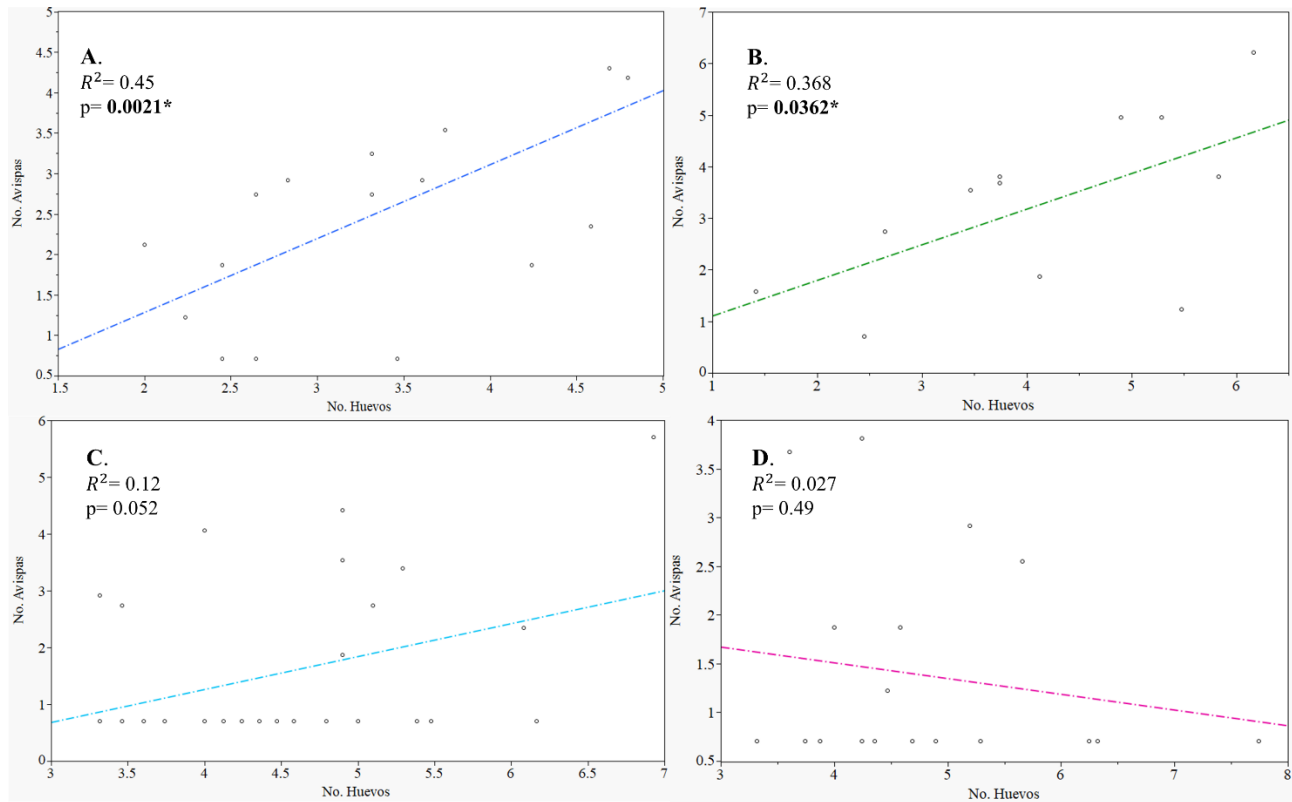 A.
R²= 0.45
p= 0.0021*
No. Avispas
5
4.5
4
3.5
3
2.5
2
1.5
1
0.5
1.5 2 2.5 3 3.5 4 4.5 5
No. Huevos
B.
R²= 0.368
p= 0.0362*
No. Avispas
7
6
5
4
3
2
1
0
1 2 3 4 5 6
No. Huevos
C.
R²= 0.12
p= 0.052
No. Avispas
6
5
4
3
2
1
0
3 3.5 4 4.5 5 5.5 6 6.5 7
No. Huevos
D.
R²= 0.027
p= 0.49
No. Avispas
4
3.5
3
2.5
2
1.5
1
0.5
3 4 5 6 7 8
No. Huevos